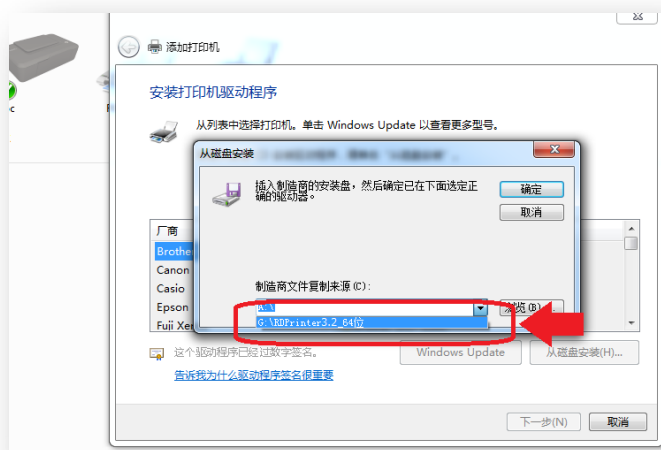 添加打印机
安装打印机驱动程序
从列表中选择打印机。单击 Windows Update 以查看更多型号。
从磁盘安装
插入制造商的安装盘，然后确定已在下面选定正
确的驱动器。
确定
取消
厂商
Brothe
Canon
Casio
Epson
Fuji Xe
制造商文件复制来源(C):
A:\
浏览(B)...
G:\RDPrinter3.2_64位
这个驱动程序已经过数字签名。
Windows Update
从磁盘安装(H)...
告诉我为什么驱动程序签名很重要
下一步(N)
取消